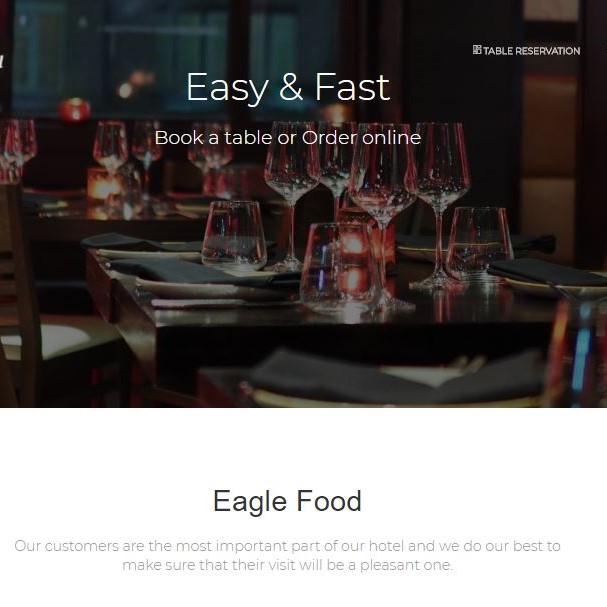 TABLE RESERVATION
Easy & Fast
Book a table or Order online
Eagle Food
Our customers are the most important part of our hotel and we do our best to
make sure that their visit will be a pleasant one.